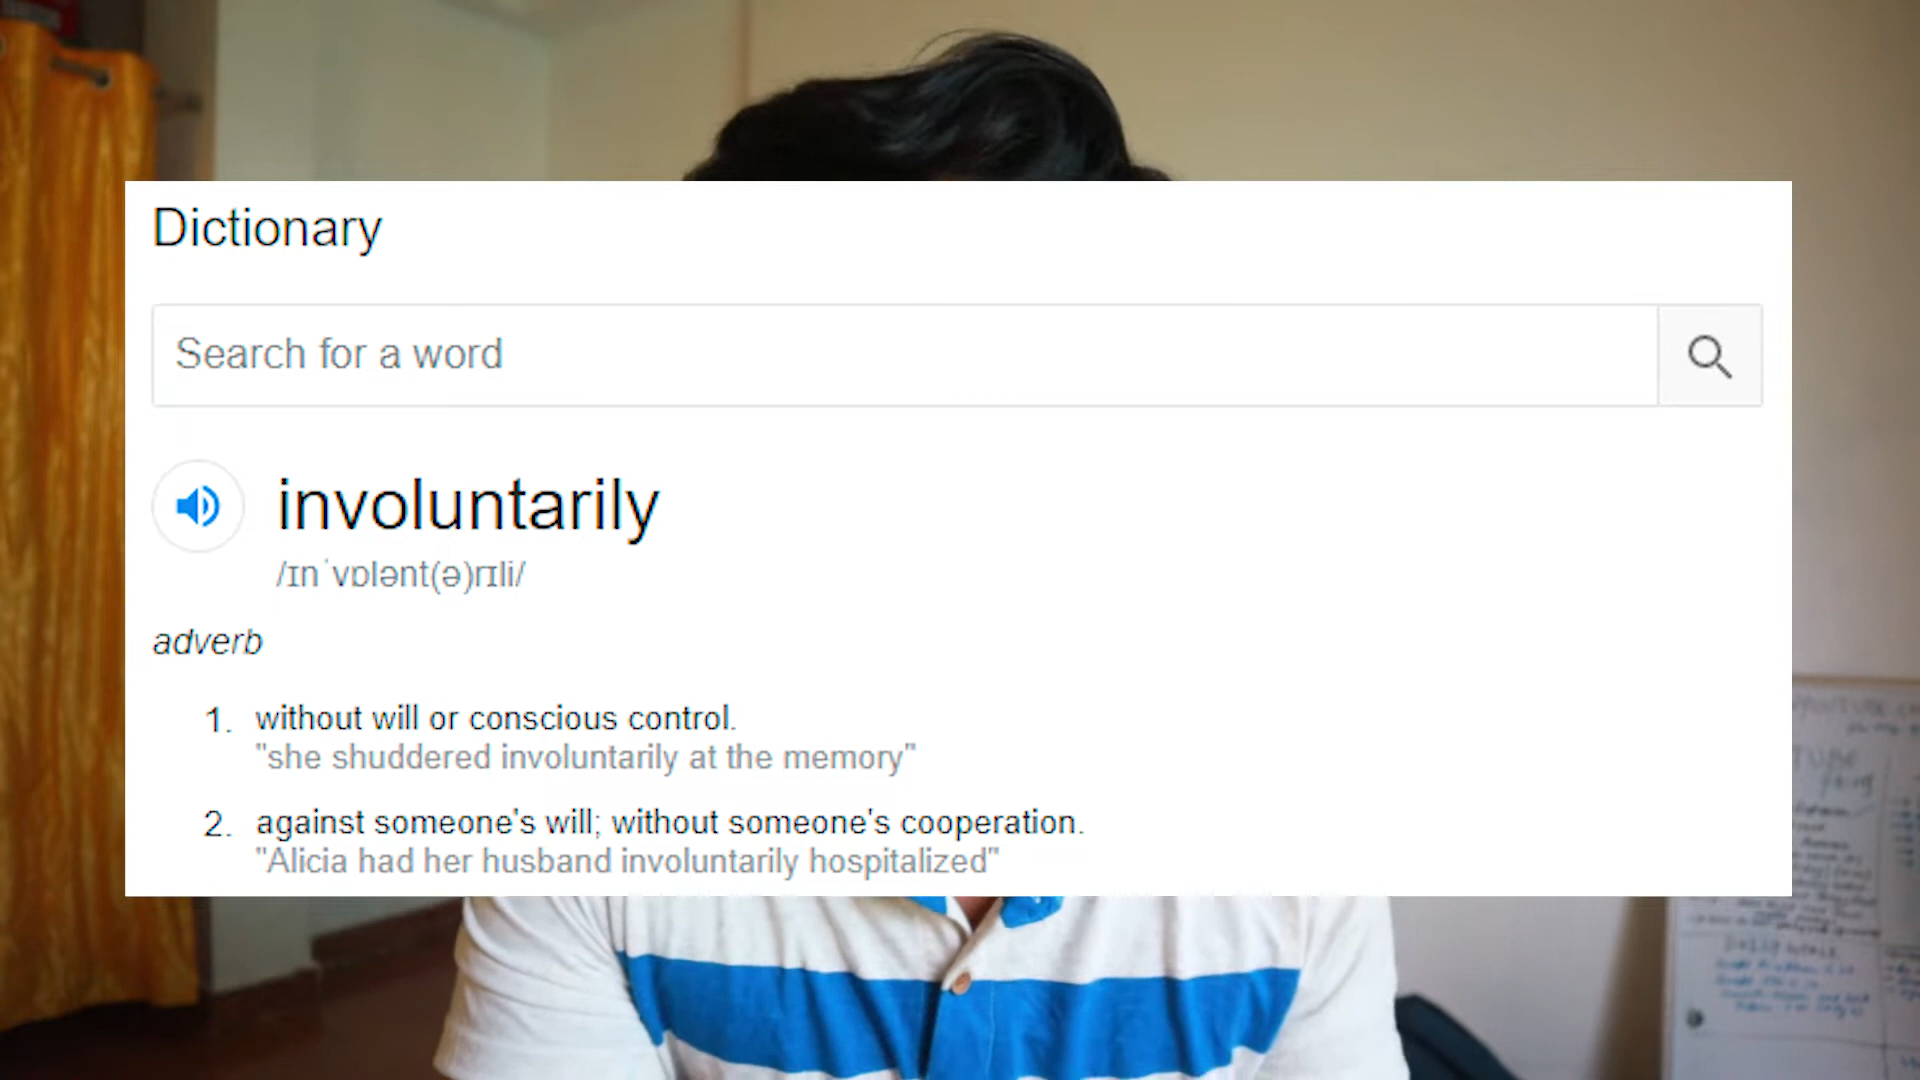 Dictionary
Search for a word
involuntarily
/ɪnˈvɒlənt(ə)rɪli/
adverb
1. without will or conscious control.
"she shuddered involuntarily at the memory"
2. against someone's will; without someone's cooperation.
"Alicia had her husband involuntarily hospitalized"